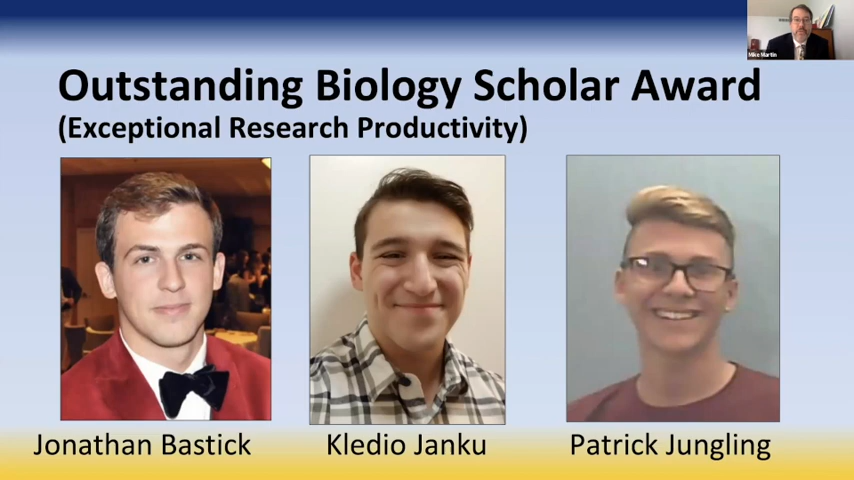 Mike Martin
Outstanding Biology Scholar Award
(Exceptional Research Productivity)
Jonathan Bastick
Kledio Janku
Patrick Jungling